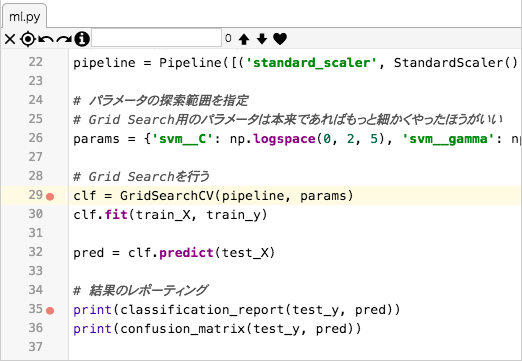 ml.py
0
22 pipeline = Pipeline([('standard_scaler', StandardScaler()
23
24 # パラメータの探索範囲を指定
25 # Grid Search用のパラメータは本来であればもっと細かくやったほうがいい
26 params = {'svm__C': np.logspace(0, 2, 5), 'svm__gamma': np
27
28 # Grid Searchを行う
29 clf = GridSearchCV(pipeline, params)
30 clf.fit(train_X, train_y)
31
32 pred = clf.predict(test_X)
33
34 # 結果のレポーティング
35 print(classification_report(test_y, pred))
36 print(confusion_matrix(test_y, pred))
37